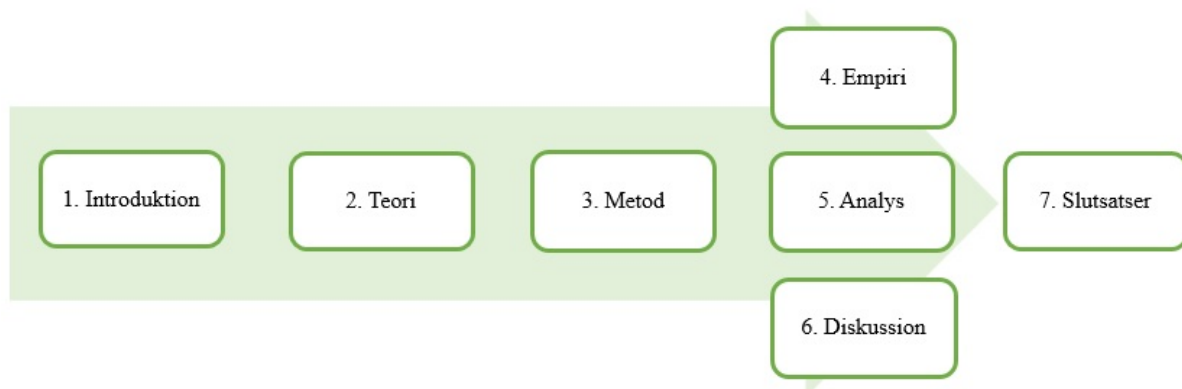 1. Introduktion
2. Teori
3. Metod
4. Empiri
5. Analys
6. Diskussion
7. Slutsatser